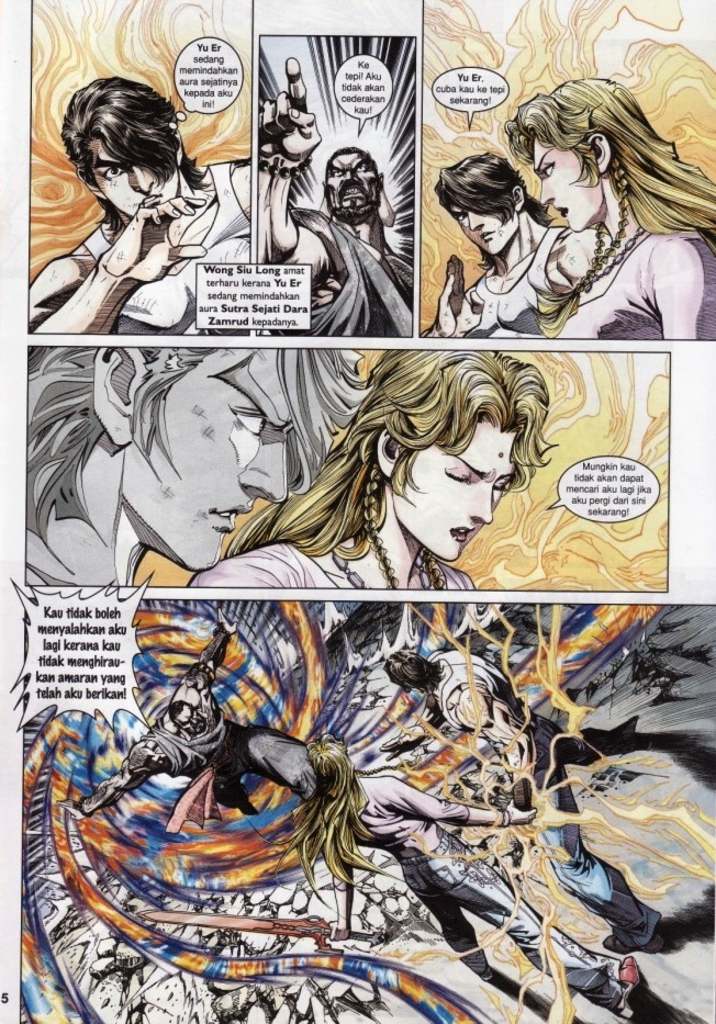 Yu Er
sedang
memindahkan
aura sejatinya
kepada aku
ini!
Wong Siu Long amat
terharu kerana Yu Er
sedang memindahkan
aura Sutra Sejati Dara
Zamrud kepadanya.
Ke
tepi! Aku
tidak akan
cederakan
kau!
Yu Er,
cuba kau ke tepi
sekarang!
Mungkin kau
tidak akan dapat
mencari aku lagi jika
aku pergi dari sini
sekarang!
Kau tidak boleh
menyalahkan aku
lagi kerana kau
tidak menghirau-
kan amaran yang
telah aku berikan!
5